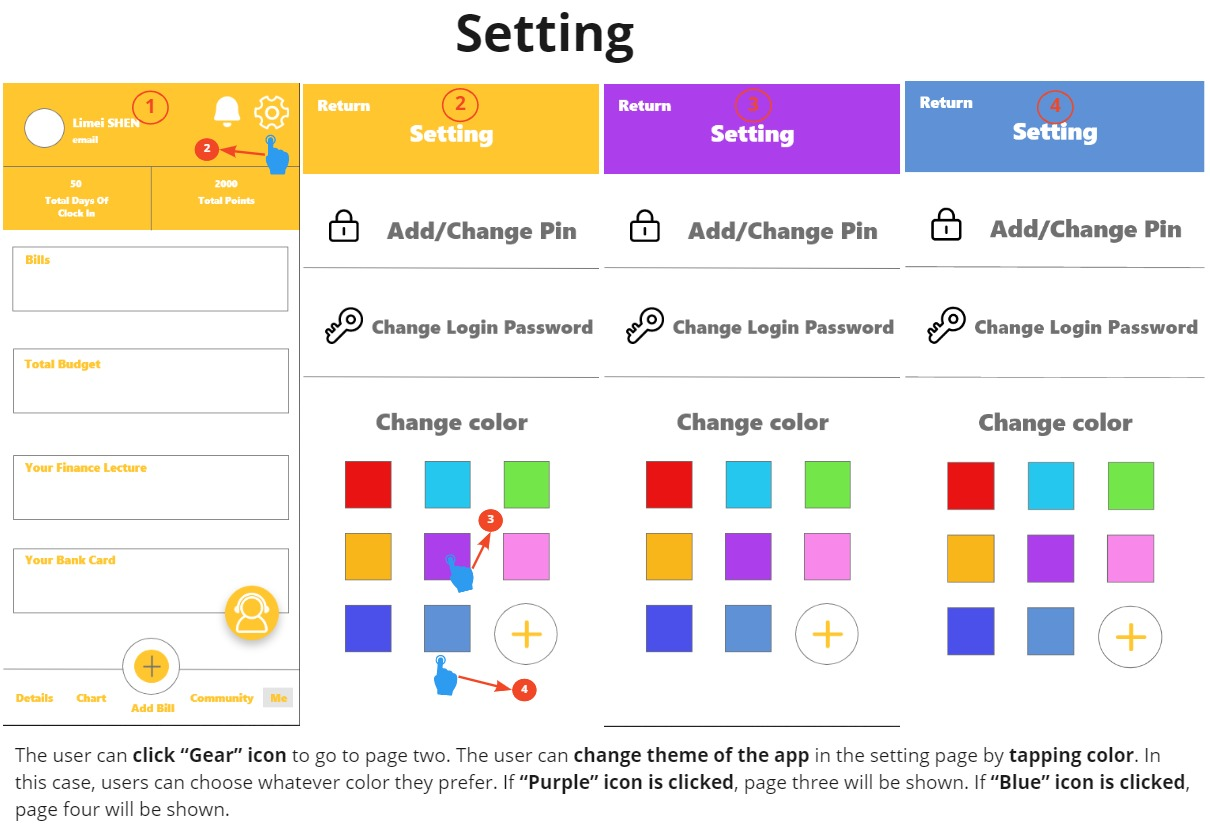 Setting
1
Limei SHEN
email
2
50
Total Days Of
Clock In
2000
Total Points
Bills
Total Budget
Your Finance Lecture
Your Bank Card
Details
Chart
Add Bill
Community
Me
Return
2
Setting
Add/Change Pin
Change Login Password
Change color
3
4
Return
3
Setting
Add/Change Pin
Change Login Password
Change color
Return
4
Setting
Add/Change Pin
Change Login Password
Change color
The user can click “Gear” icon to go to page two. The user can change theme of the app in the setting page by tapping color. In
this case, users can choose whatever color they prefer. If “Purple” icon is clicked, page three will be shown. If “Blue” icon is clicked,
page four will be shown.